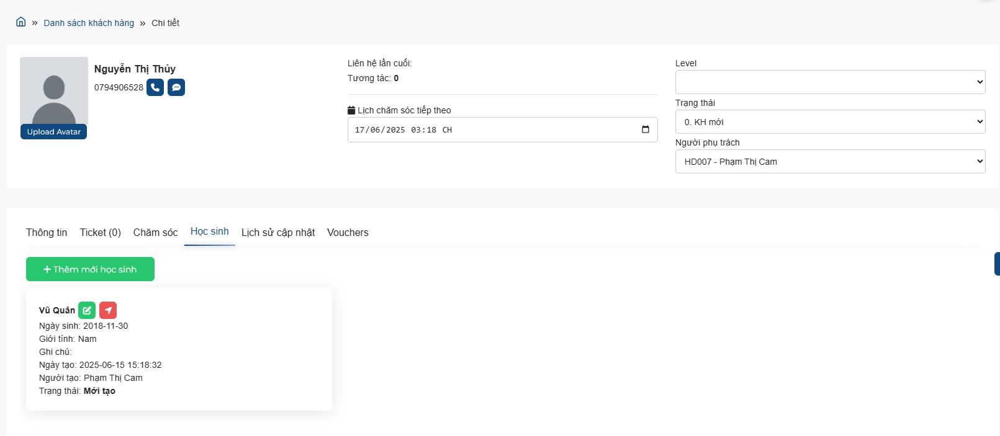 » Danh sách khách hàng » Chi tiết
Nguyễn Thị Thủy
0794906528
Upload Avatar
Liên hệ lần cuối:
Tương tác: 0
Lịch chăm sóc tiếp theo
17/06/2025 03:18 CH
Level
Trạng thái
0. KH mới
Người phụ trách
HD007 - Phạm Thị Cam
Thông tin Ticket (0) Chăm sóc Học sinh Lịch sử cập nhật Vouchers
+ Thêm mới học sinh
Vũ Quân
Ngày sinh: 2018-11-30
Giới tính: Nam
Ghi chú:
Ngày tạo: 2025-06-15 15:18:32
Người tạo: Phạm Thị Cam
Trạng thái: Mới tạo